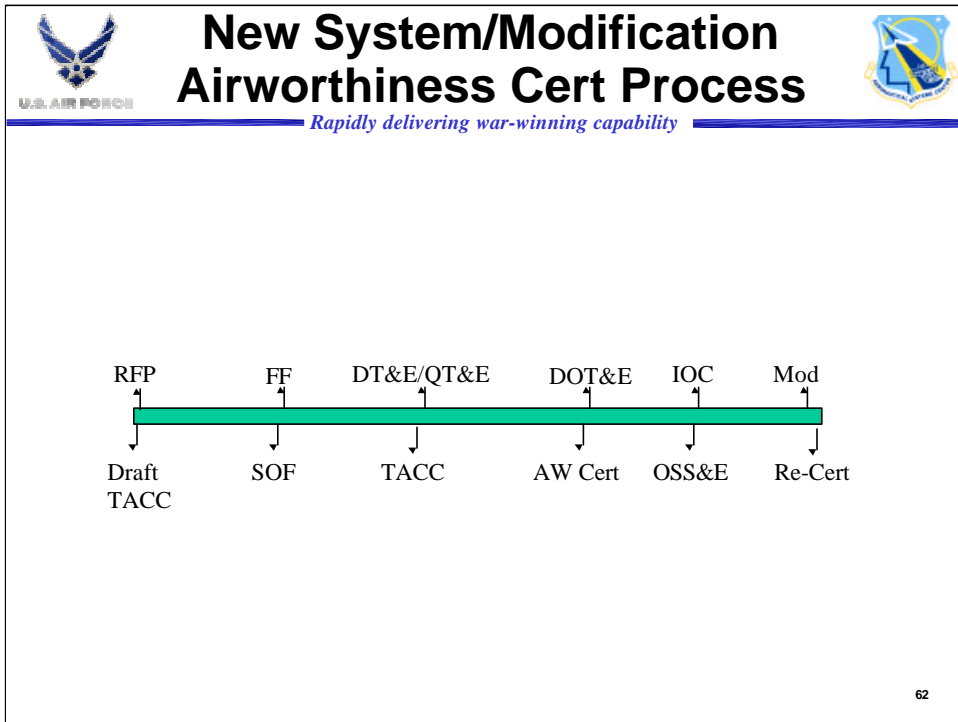 New System/Modification
Airworthiness Cert Process
U.S. AIR FORCE
Rapidly delivering war-winning capability
RFP
FF
DT&E/QT&E
DOT&E
IOC
Mod
Draft
TACC
SOF
TACC
AW Cert
OSS&E
Re-Cert
62